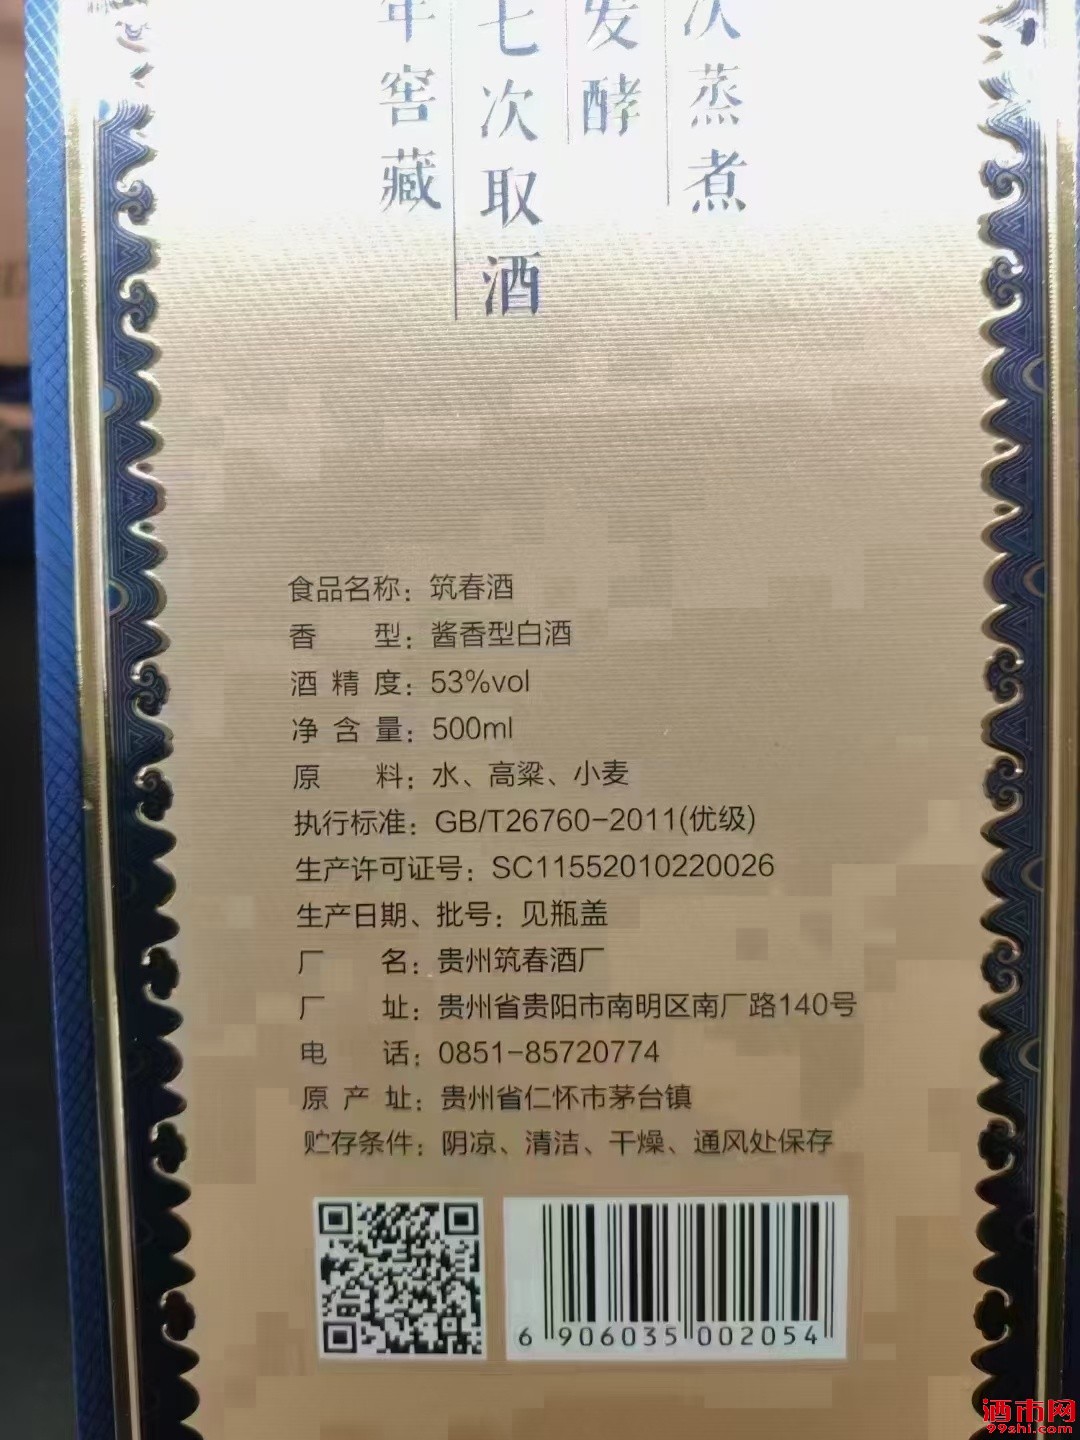 次蒸煮
发酵
七次取酒
年窖藏
食品名称：筑春酒
香型：酱香型白酒
酒精度：53%vol
净含量：500ml
原料：水、高粱、小麦
执行标准：GB/T26760-2011(优级)
生产许可证号：SC11552010220026
生产日期、批号：见瓶盖
厂名：贵州筑春酒厂
厂址：贵州省贵阳市南明区南厂路140号
电话：0851-85720774
原产址：贵州省仁怀市茅台镇
贮存条件：阴凉、清洁、干燥、通风处保存
6 906035 002054
酒市网
99shi.com